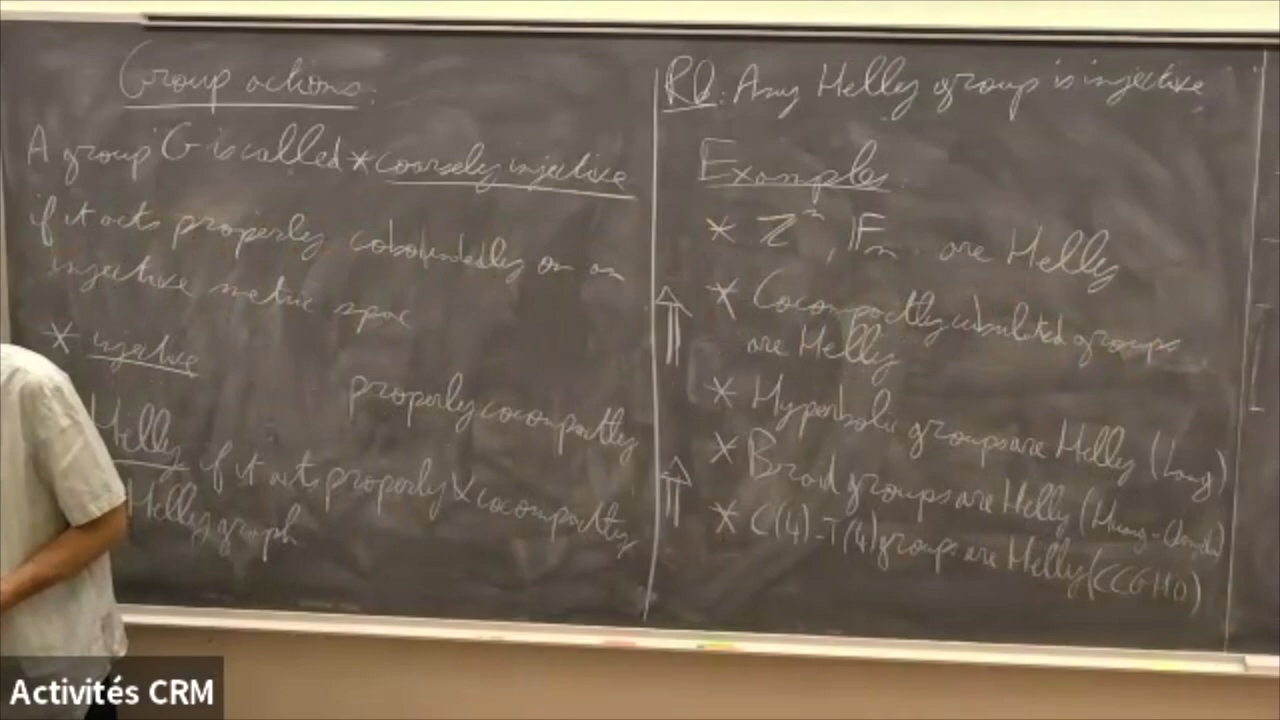 Group actions:
A group G is called * coarsely injective
if it acts properly coboundedly on an
injective metric space
* injective
properly cocompactly
Helly if it acts properly & cocompactly
Helly graph
Any Helly group is injective
Examples
* ℤⁿ, 𝔽ₙ are Helly
* Cocompactly cubulated groups
are Helly
* Hyperbolic groups are Helly (Lang)
* Braid groups are Helly (Huang-Osajda)
* C(4)-T(4) groups are Helly (CCGHO)
Activités CRM